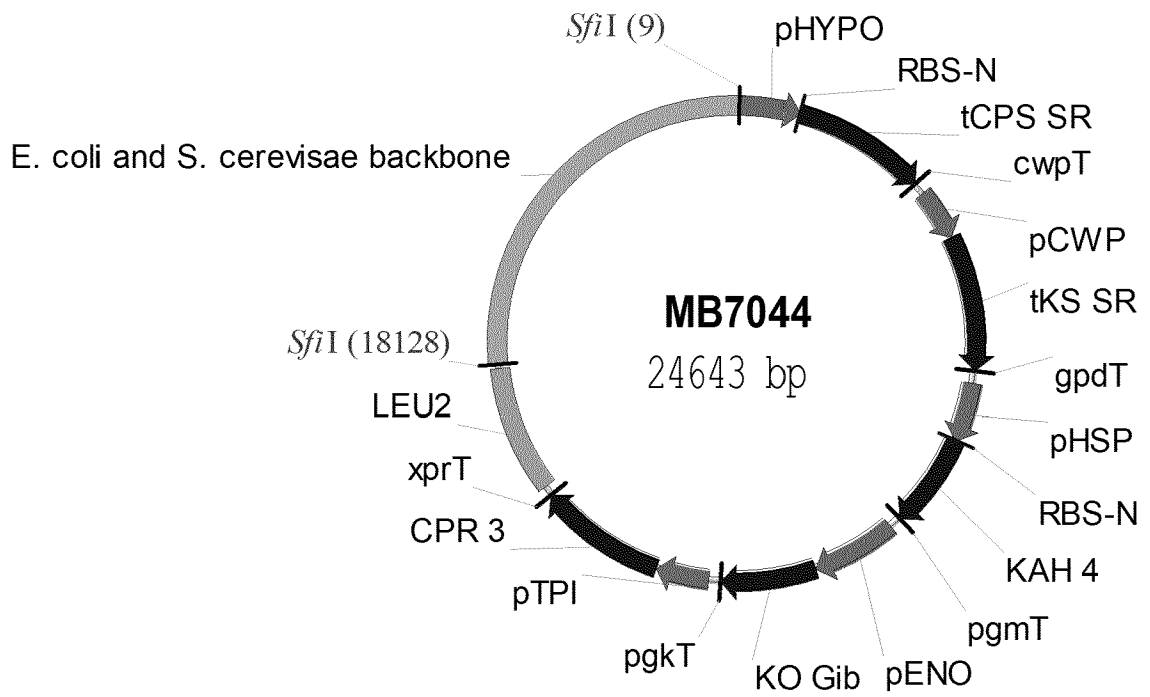 SfiI (9)
pHYPO
RBS-N
tCPS SR
cwpT
E. coli and S. cerevisae backbone
pCWP
tKS SR
MB7044
24643 bp
SfiI (18128)
gpdT
LEU2
pHSP
xprT
RBS-N
CPR 3
KAH 4
pTPI
pgmT
pgkT
pENO
KO Gib